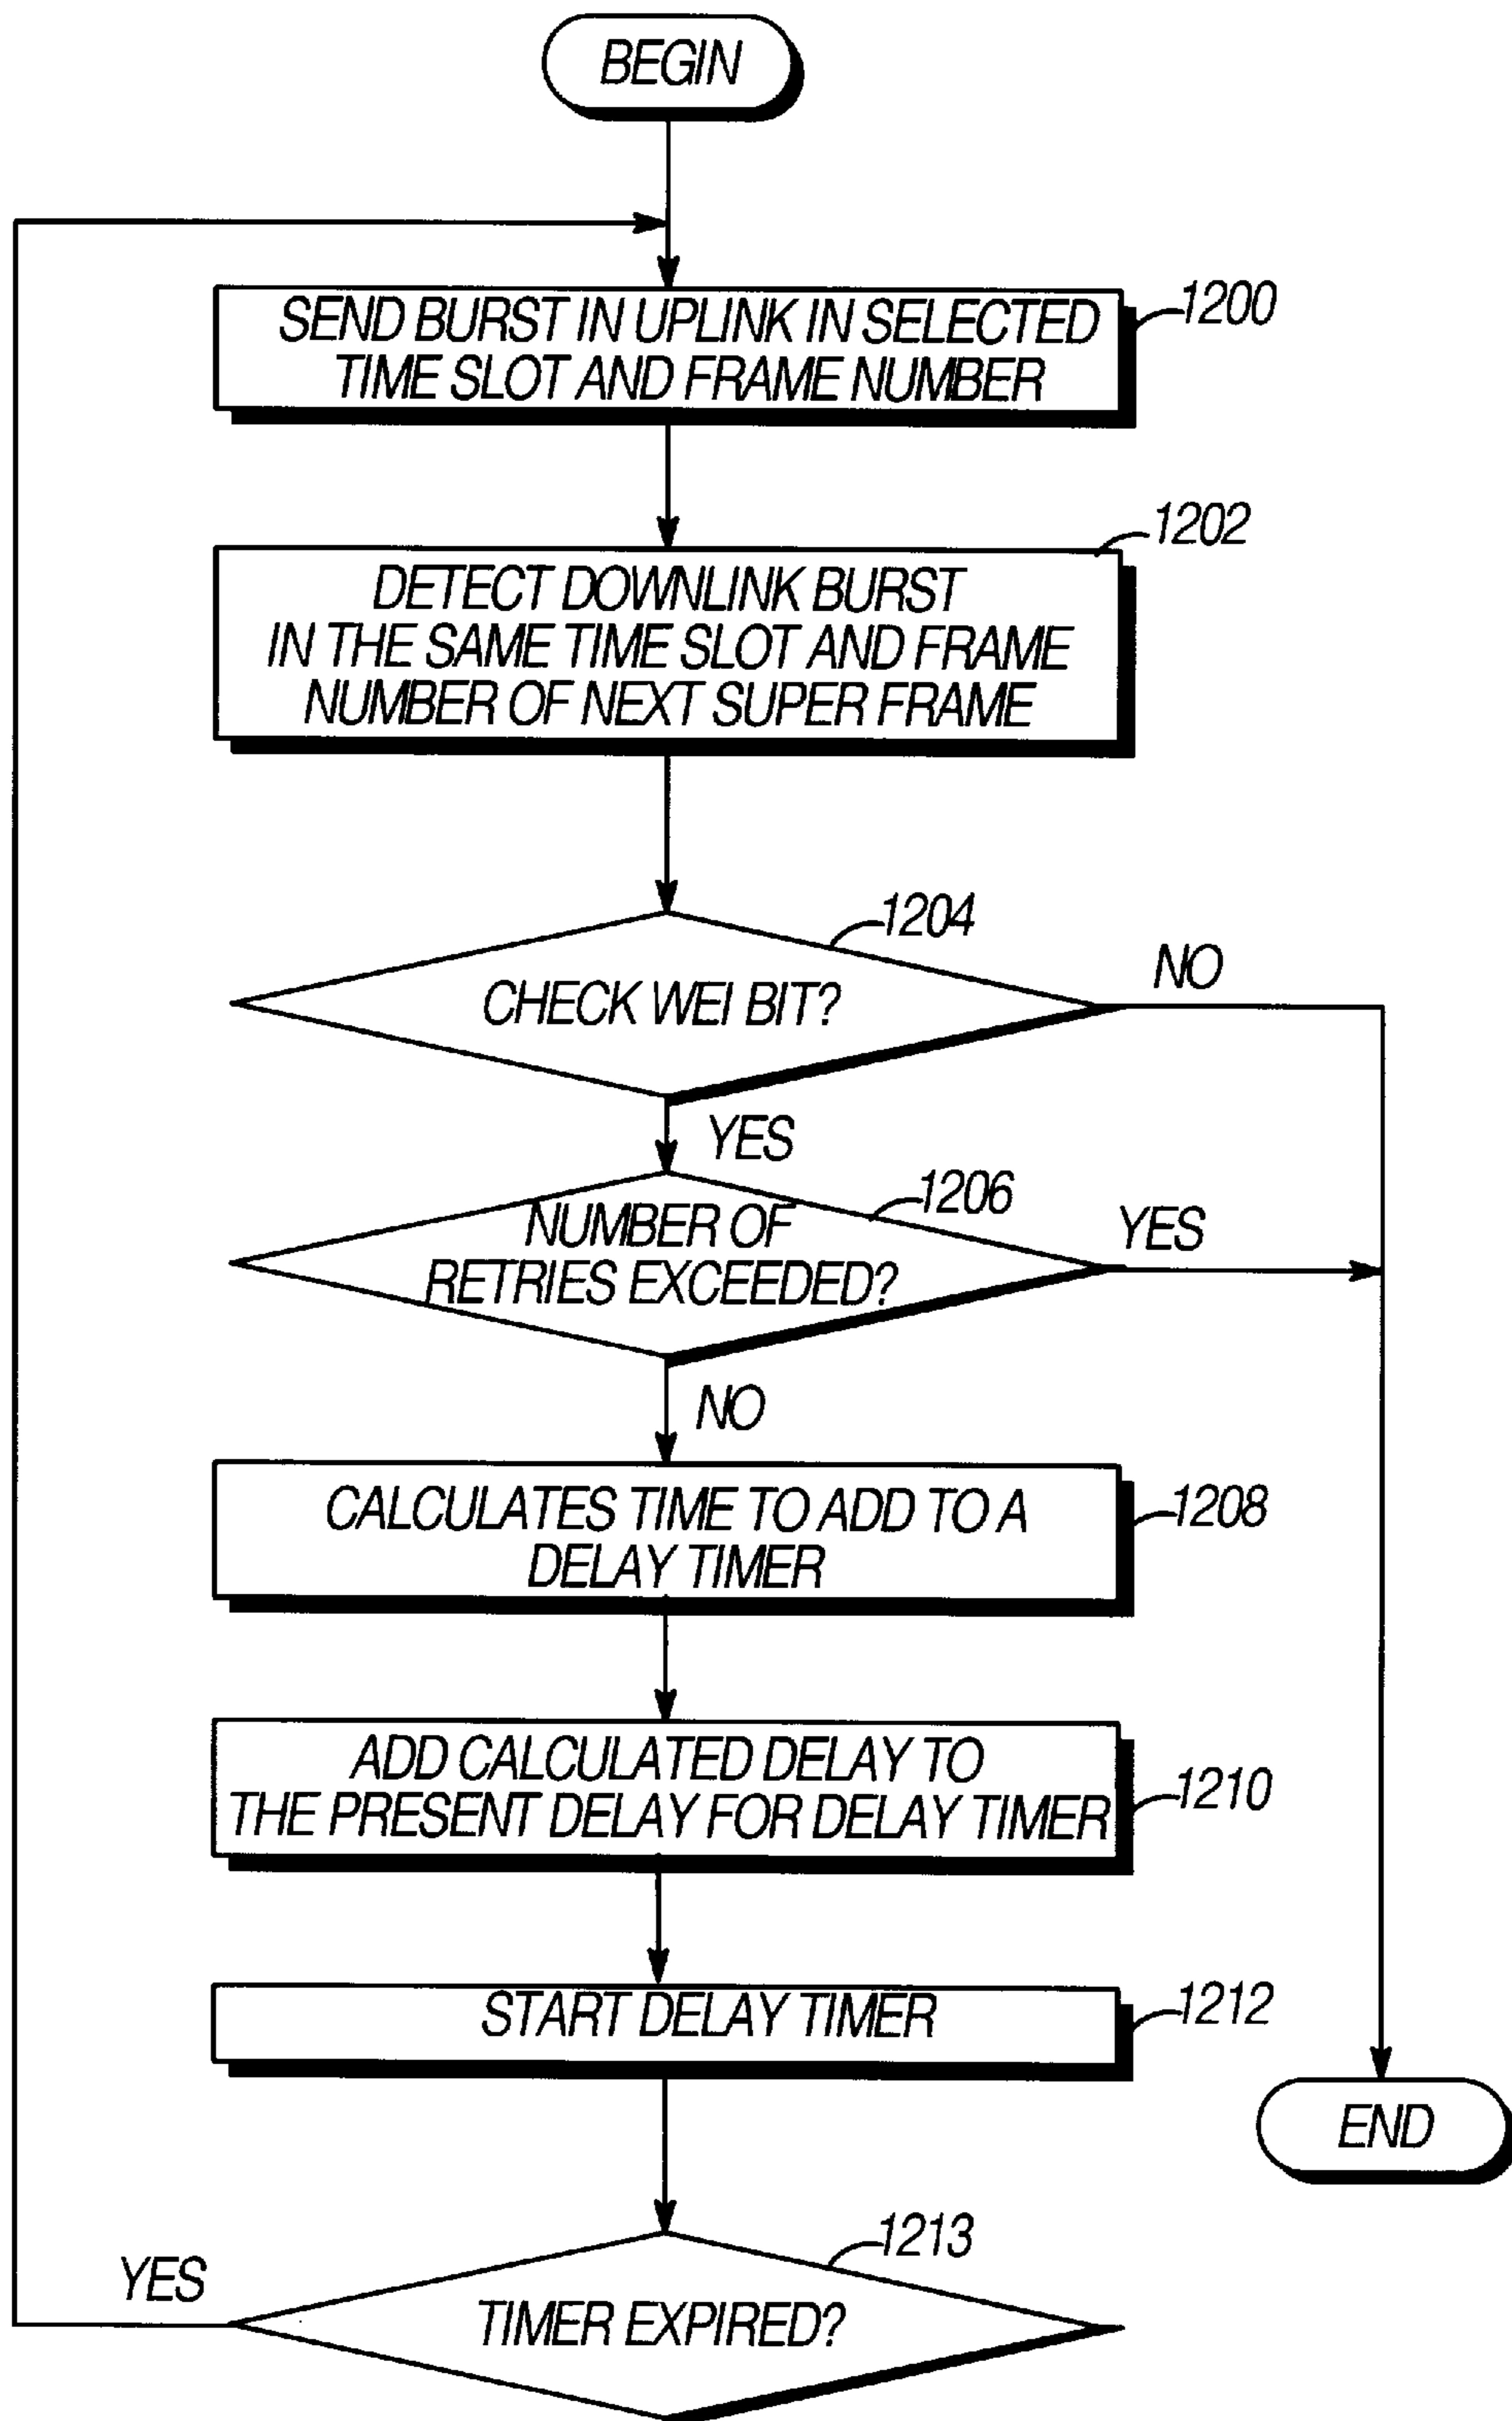 BEGIN
SEND BURST IN UPLINK IN SELECTED
TIME SLOT AND FRAME NUMBER
1200
DETECT DOWNLINK BURST
IN THE SAME TIME SLOT AND FRAME
NUMBER OF NEXT SUPER FRAME
1202
CHECK WEI BIT?
1204
NO
YES
NUMBER OF
RETRIES EXCEEDED?
1206
YES
NO
CALCULATES TIME TO ADD TO A
DELAY TIMER
1208
ADD CALCULATED DELAY TO
THE PRESENT DELAY FOR DELAY TIMER
1210
START DELAY TIMER
1212
END
TIMER EXPIRED?
1213
YES